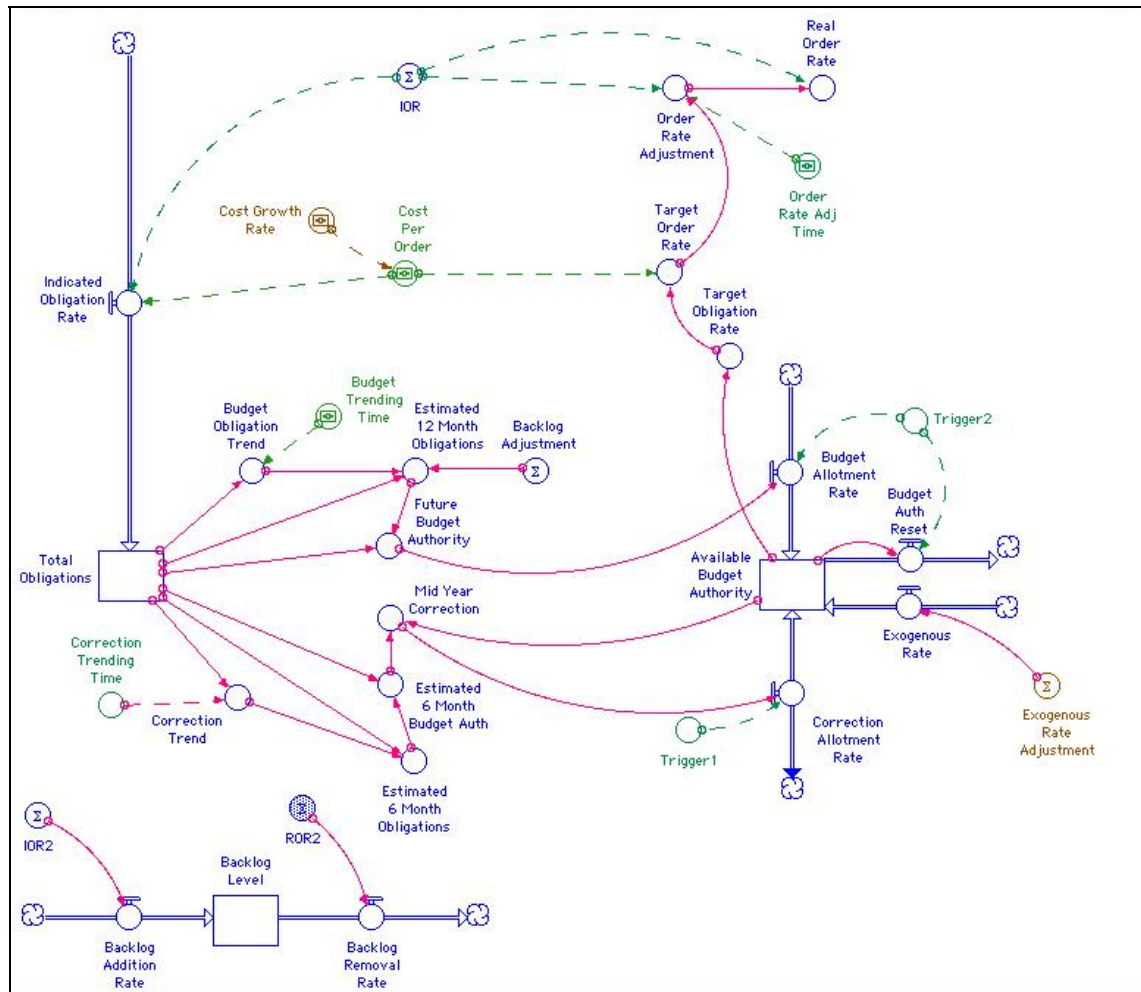 Real
Order
Rate
IOR
Order
Rate
Adjustment
Order
Rate Adj
Time
Cost Growth
Rate
Cost
Per
Order
Target
Order
Rate
Indicated
Obligation
Rate
Target
Obligation
Rate
Budget
Trending
Time
Budget
Obligation
Trend
Estimated
12 Month
Obligations
Backlog
Adjustment
Trigger2
Budget
Allotment
Rate
Budget
Auth
Reset
Future
Budget
Authority
Total
Obligations
Available
Budget
Authority
Mid Year
Correction
Exogenous
Rate
Correction
Trending
Time
Correction
Trend
Estimated
6 Month
Budget Auth
Trigger1
Correction
Allotment
Rate
Exogenous
Rate
Adjustment
Estimated
6 Month
Obligations
IOR2
ROR2
Backlog
Level
Backlog
Addition
Rate
Backlog
Removal
Rate